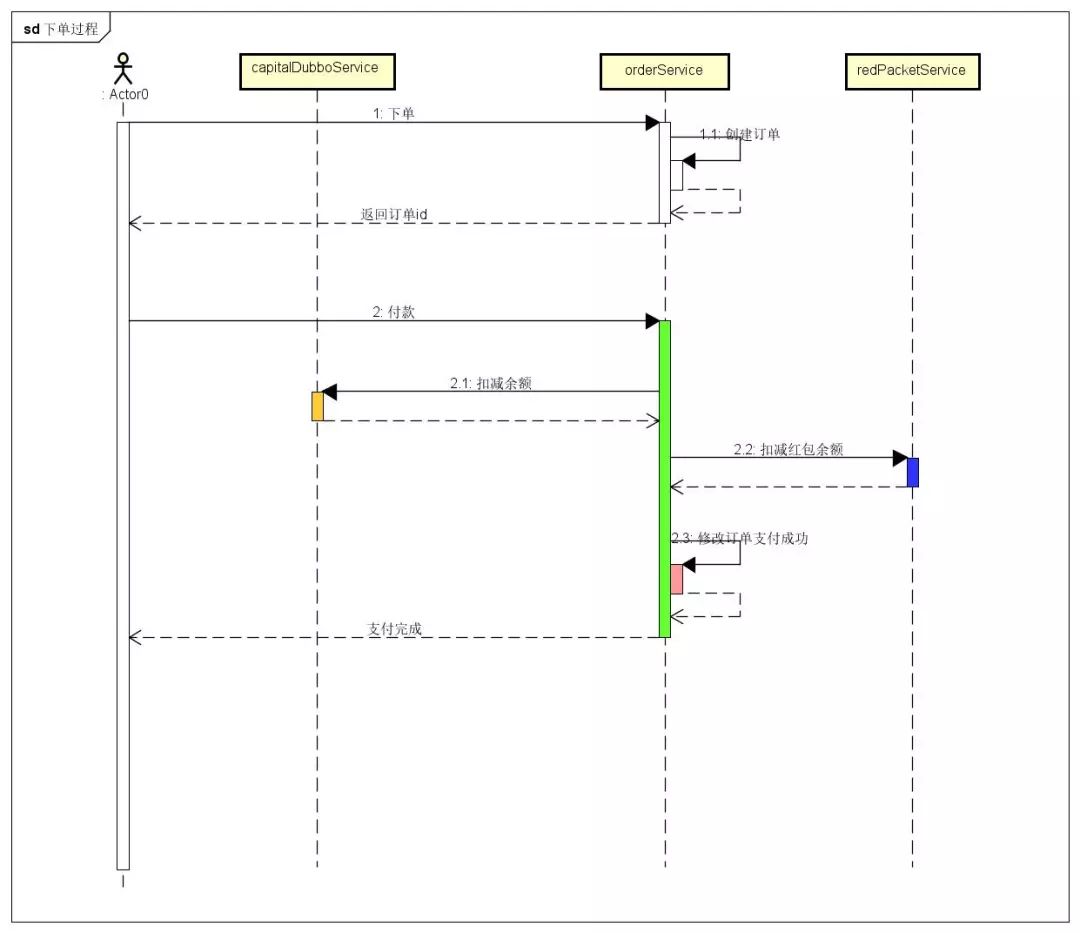 sd 下单过程
capitalDubboService
orderService
redPacketService
: Actor0
1: 下单
1.1: 创建订单
返回订单id
2: 付款
2.1: 扣减余额
2.2: 扣减红包余额
2.3: 修改订单支付成功
支付完成